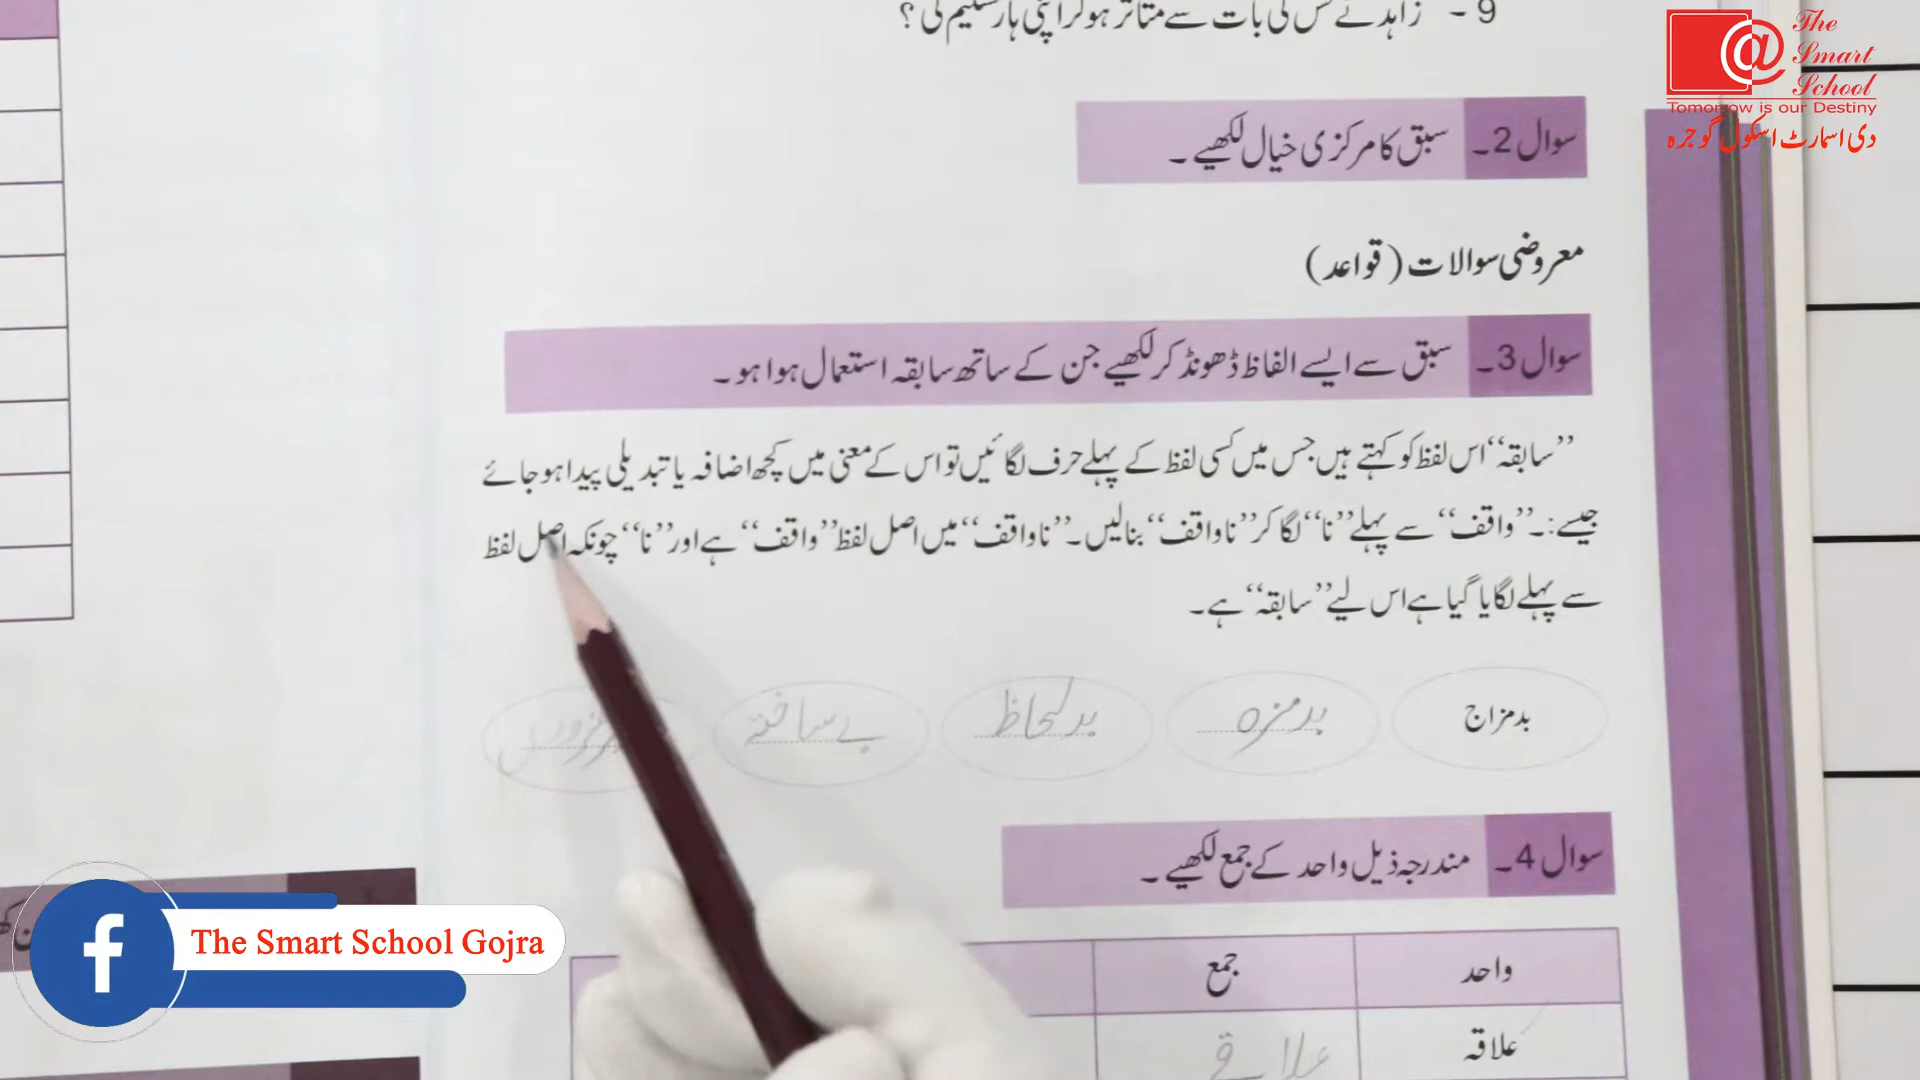 9 - زاہد نے کس کی بات سے متاثر ہو کر اپنی ہار تسلیم کی؟
The
Smart
School
Tomorrow is our Destiny
دی اسمارٹ اسکول گوجرہ
سوال 2۔ سبق کا مرکزی خیال لکھیے ۔
معروضی سوالات (قواعد)
سوال 3۔ سبق سے ایسے الفاظ ڈھونڈ کر لکھیے جن کے ساتھ سابقہ استعمال ہوا ہو ۔
”سابقہ“ اس لفظ کو کہتے ہیں جس میں کسی لفظ کے پہلے حرف لگائیں تو اس کے معنی میں کچھ اضافہ یا تبدیلی پیدا ہو جائے
جیسے :۔ ”واقف“ سے پہلے ”نا“ لگا کر ”ناواقف“ بنالیں۔ ”ناواقف“ میں اصل لفظ ”واقف“ ہے اور ”نا“ چونکہ اصل لفظ
سے پہلے لگایا گیا ہے اس لیے ”سابقہ“ ہے۔
بدمزاج بدمزہ بدلحاظ بے ساختہ
سوال 4۔ مندرجہ ذیل واحد کے جمع لکھیے ۔
واحد جمع
علاقہ علاقے
The Smart School Gojra